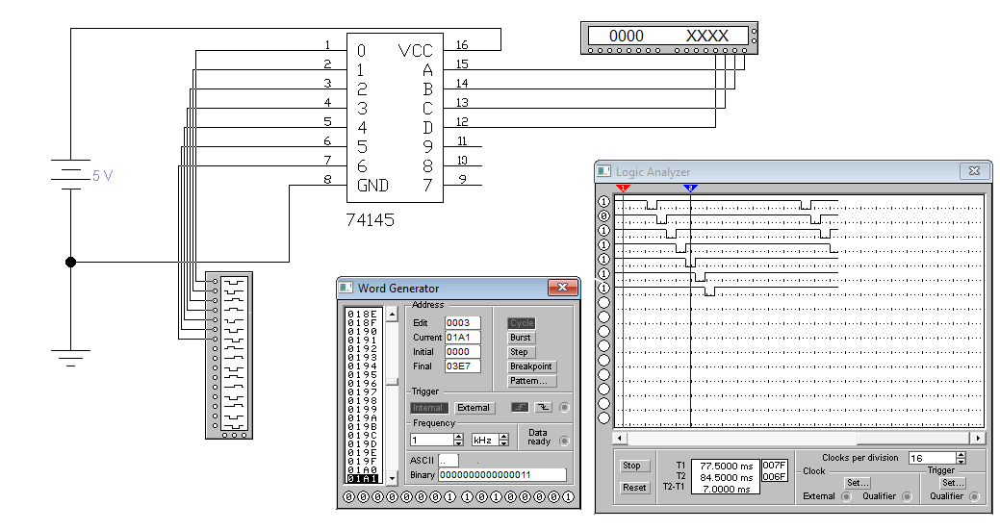 0000 XXXX
1 0 VCC 16
2 1 A 15
3 2 B 14
4 3 C 13
5 4 D 12
6 5 9 11
7 6 8 10
8 GND 7 9
74145
5 V
Word Generator
018E
018F
0190
0191
0192
0193
0194
0195
0196
0197
0198
0199
019A
019B
019C
019D
019E
019F
01A0
01A1
Address
Edit 0003
Current 01A1
Initial 0000
Final 03E7
Cycle
Burst
Step
Breakpoint
Pattern...
Trigger
Internal External
Frequency
1 kHz
Data
ready
ASCII ..
Binary 0000000000000011
0 0 0 0 0 0 0 1 1 0 1 0 0 0 0 1
Logic Analyzer
1 2
1
0
1
1
1
1
1
Stop
Reset
T1 77.5000 ms 007F
T2 84.5000 ms 006F
T2-T1 7.0000 ms
Clocks per division 16
Clock
Set...
External Qualifier
Trigger
Set...
Qualifier